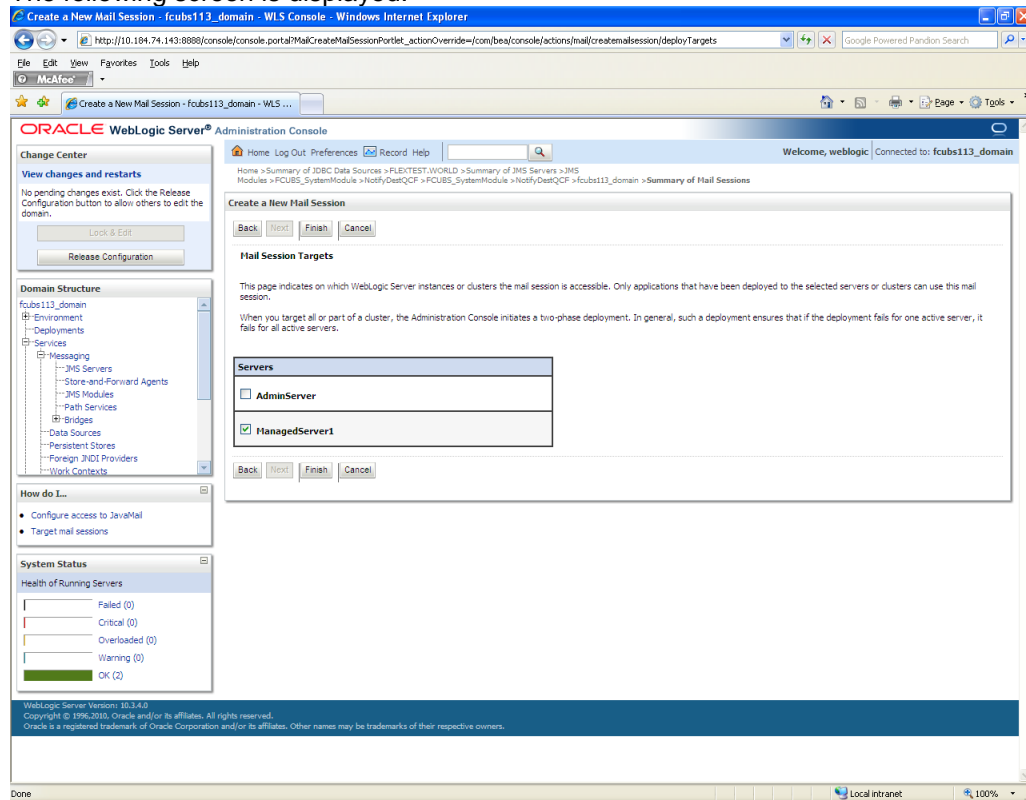 The following screen is displayed:
Create a New Mail Session - fcubs113_domain - WLS Console - Windows Internet Explorer
http://10.184.74.143:8888/console/console.portal?MailCreateMailSessionPortlet_actionOverride=/com/bea/console/actions/mail/createmailsession/deployTargets
Google Powered Pandion Search
File Edit View Favorites Tools Help
McAfee
Create a New Mail Session - fcubs113_domain - WLS ...
Page Tools
ORACLE WebLogic Server® Administration Console
Change Center
View changes and restarts
No pending changes exist. Click the Release
Configuration button to allow others to edit the
domain.
Lock & Edit
Release Configuration
Domain Structure
fcubs113_domain
Environment
Deployments
Services
Messaging
JMS Servers
Store-and-Forward Agents
JMS Modules
Path Services
Bridges
Data Sources
Persistent Stores
Foreign JNDI Providers
Work Contexts
How do I...
Configure access to JavaMail
Target mail sessions
System Status
Health of Running Servers
Failed (0)
Critical (0)
Overloaded (0)
Warning (0)
OK (2)
Home Log Out Preferences Record Help
Welcome, weblogic Connected to: fcubs113_domain
Home >Summary of JDBC Data Sources >FLEXTEST.WORLD >Summary of JMS Servers >JMS
Modules >FCUBS_SystemModule >NotifyDestQCF >FCUBS_SystemModule >NotifyDestQCF >fcubs113_domain >Summary of Mail Sessions
Create a New Mail Session
Back Next Finish Cancel
Mail Session Targets
This page indicates on which WebLogic Server instances or clusters the mail session is accessible. Only applications that have been deployed to the selected servers or clusters can use this mail
session.
When you target all or part of a cluster, the Administration Console initiates a two-phase deployment. In general, such a deployment ensures that if the deployment fails for one active server, it
fails for all active servers.
Servers
AdminServer
ManagedServer1
Back Next Finish Cancel
WebLogic Server Version: 10.3.4.0
Copyright © 1996,2010, Oracle and/or its affiliates. All rights reserved.
Oracle is a registered trademark of Oracle Corporation and/or its affiliates. Other names may be trademarks of their respective owners.
Done
Local intranet
100%